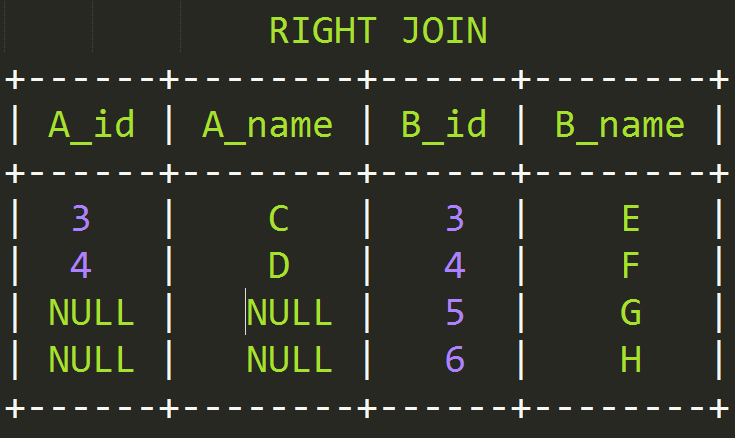 RIGHT JOIN
+------+--------+------+--------+
| A_id | A_name | B_id | B_name |
+------+--------+------+--------+
|  3   |    C   |   3  |    E   |
|  4   |    D   |   4  |    F   |
| NULL |   NULL |   5  |    G   |
| NULL |   NULL |   6  |    H   |
+------+--------+------+--------+